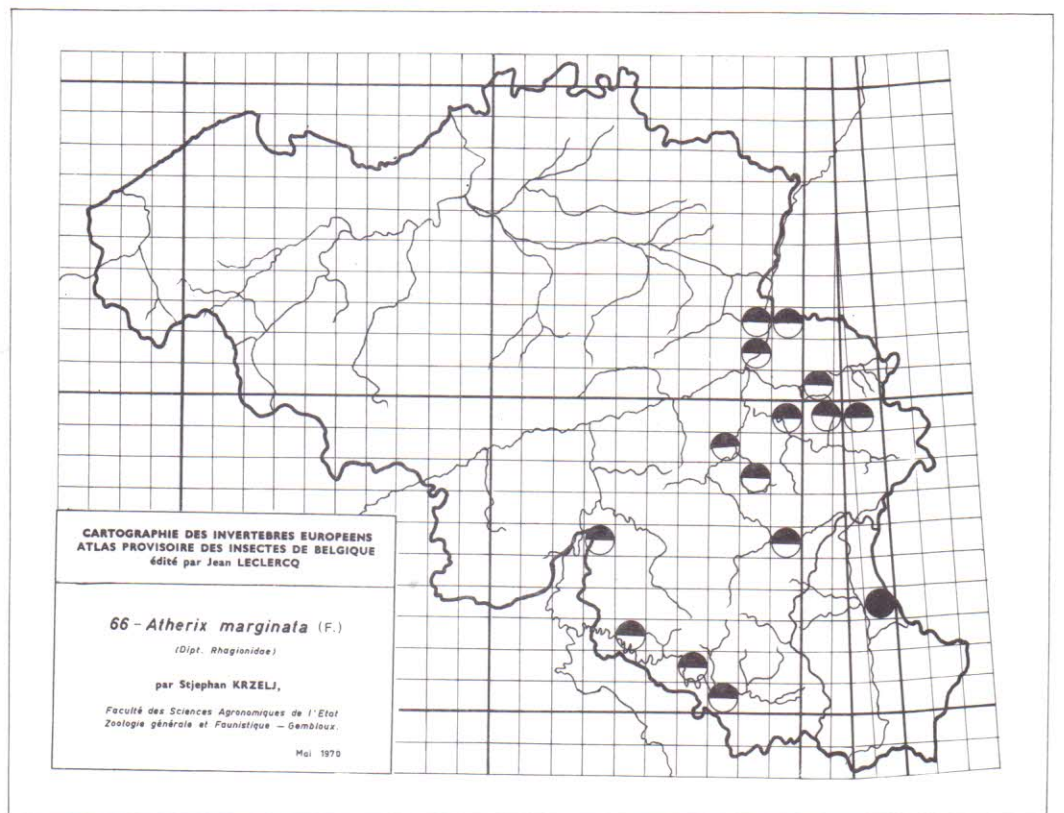 CARTOGRAPHIE DES INVERTEBRES EUROPEENS
ATLAS PROVISOIRE DES INSECTES DE BELGIQUE
édité par Jean LECLERCQ
66 – Atherix marginata (F.)
(Dipt. Rhagionidae)
par Stjephan KRZELJ,
Faculté des Sciences Agronomiques de l'Etat
Zoologie générale et Faunistique – Gembloux.
Mai 1970